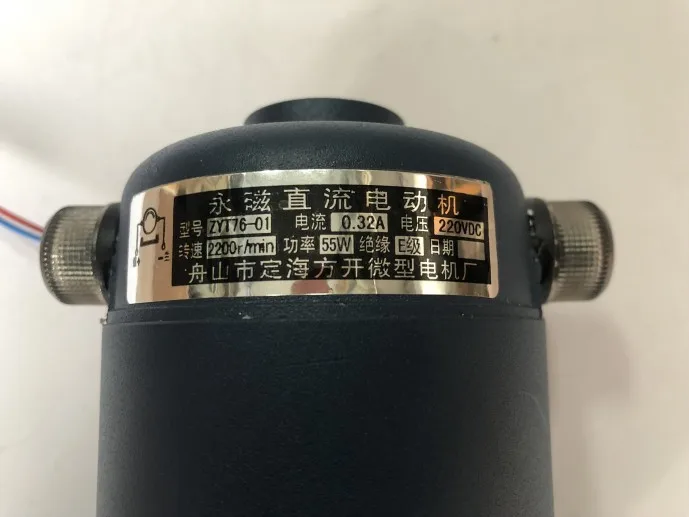 永磁直流电动机
型号 ZYT76-01 电流 0.32A 电压 220VDC
转速 2200r/min 功率 55W 绝缘 E级 日期
舟山市定海方开微型电机厂